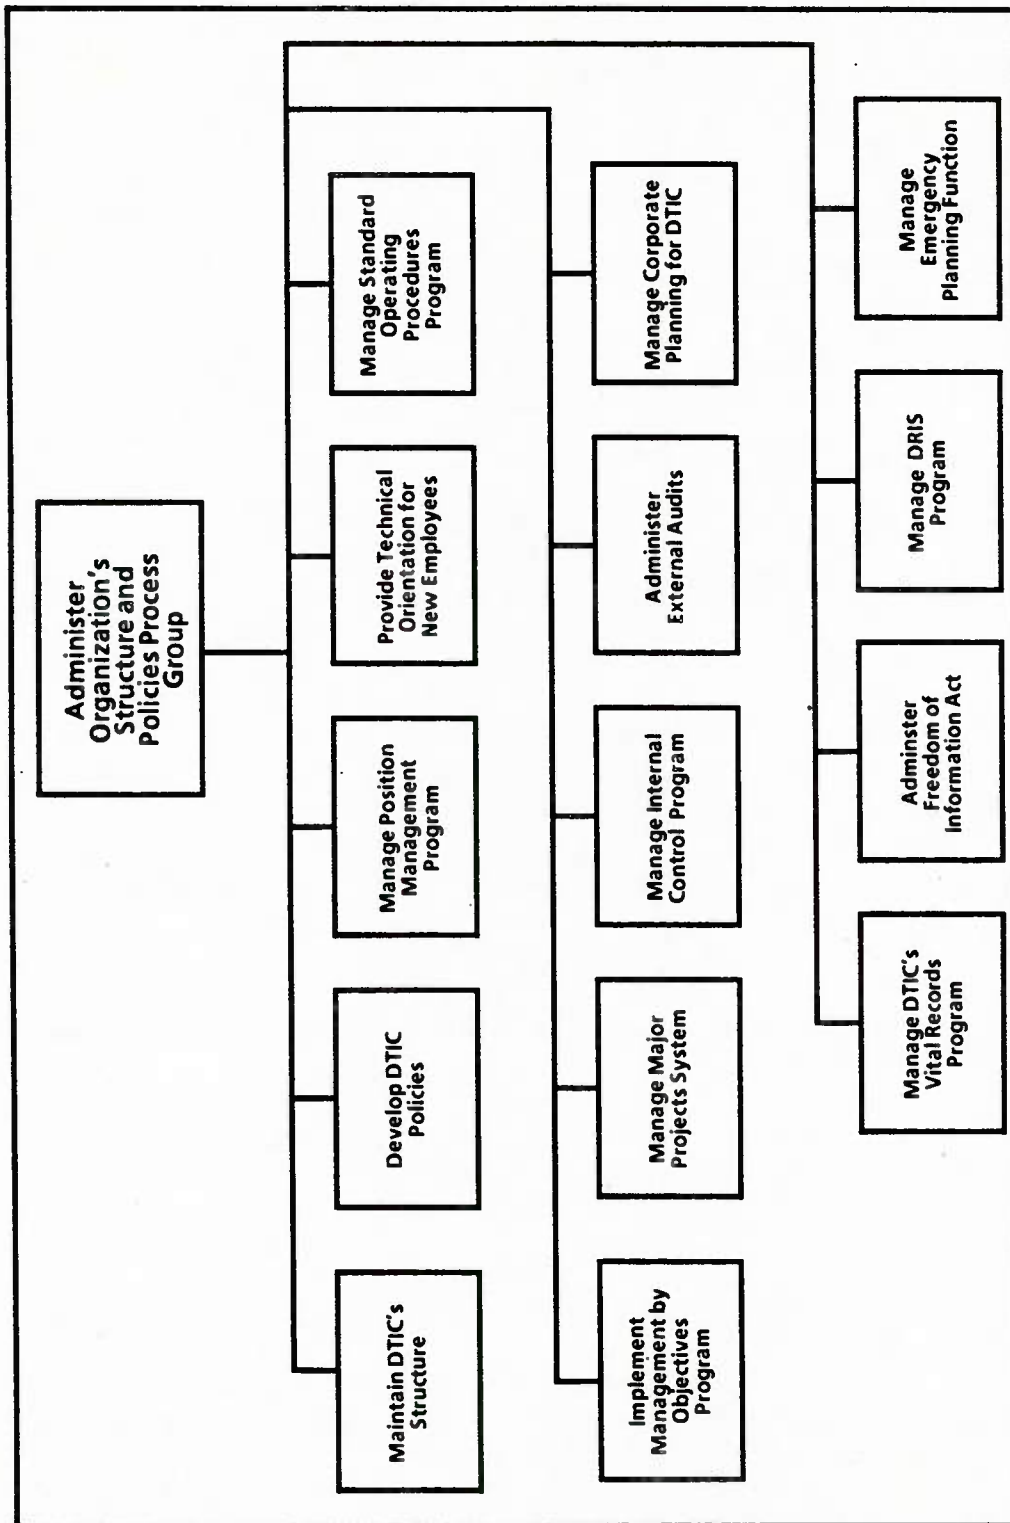 Administer
Organization's
Structure and
Policies Process
Group
Maintain DTIC's
Structure
Develop DTIC
Policies
Manage Position
Management
Program
Provide Technical
Orientation for
New Employees
Manage Standard
Operating
Procedures
Program
Implement
Management by
Objectives
Program
Manage Major
Projects System
Manage Internal
Control Program
Administer
External Audits
Manage Corporate
Planning for DTIC
Manage DTIC's
Vital Records
Program
Adminster
Freedom of
Information Act
Manage DRIS
Program
Manage
Emergency
Planning Function